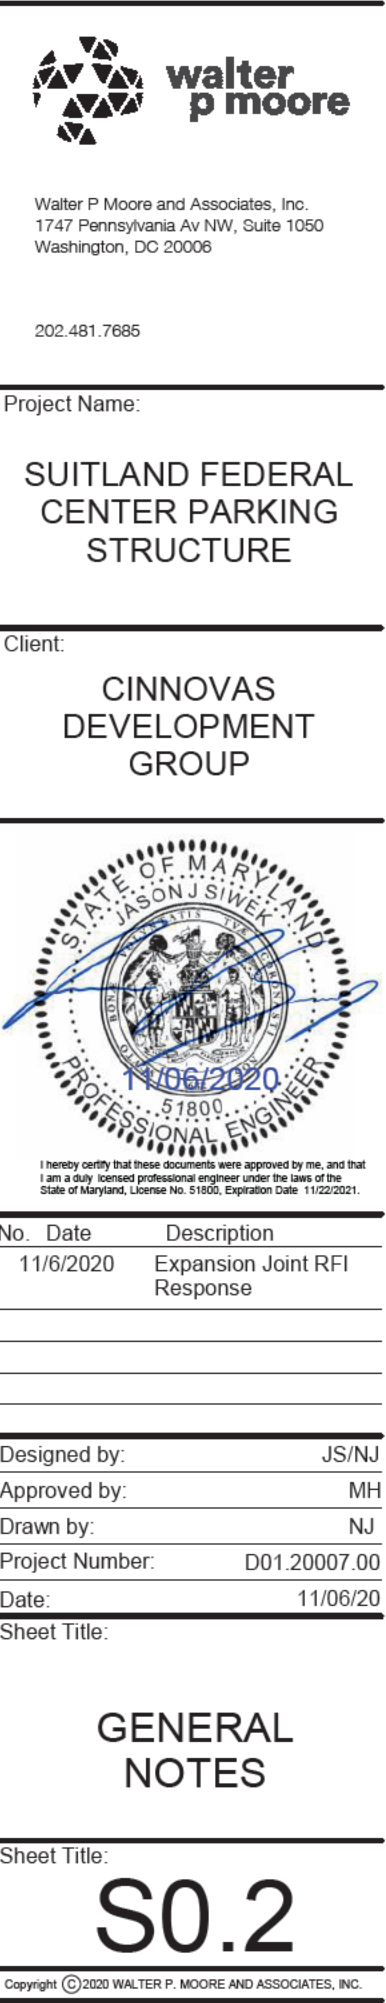 walter
p moore
Walter P Moore and Associates, Inc.
1747 Pennsylvania Av NW, Suite 1050
Washington, DC 20006
202.481.7685
Project Name:
SUITLAND FEDERAL
CENTER PARKING
STRUCTURE
Client:
CINNOVAS
DEVELOPMENT
GROUP
STATE OF MARYLAND
JASON J SIWEK
11/06/2020
51800
PROFESSIONAL ENGINEER
I hereby certify that these documents were approved by me, and that
I am a duly licensed professional engineer under the laws of the
State of Maryland, License No. 51800, Expiration Date 11/22/2021.
No. Date Description
11/6/2020 Expansion Joint RFI
Response
Designed by: JS/NJ
Approved by: MH
Drawn by: NJ
Project Number: D01.20007.00
Date: 11/06/20
Sheet Title:
GENERAL
NOTES
Sheet Title:
S0.2
Copyright © 2020 WALTER P. MOORE AND ASSOCIATES, INC.